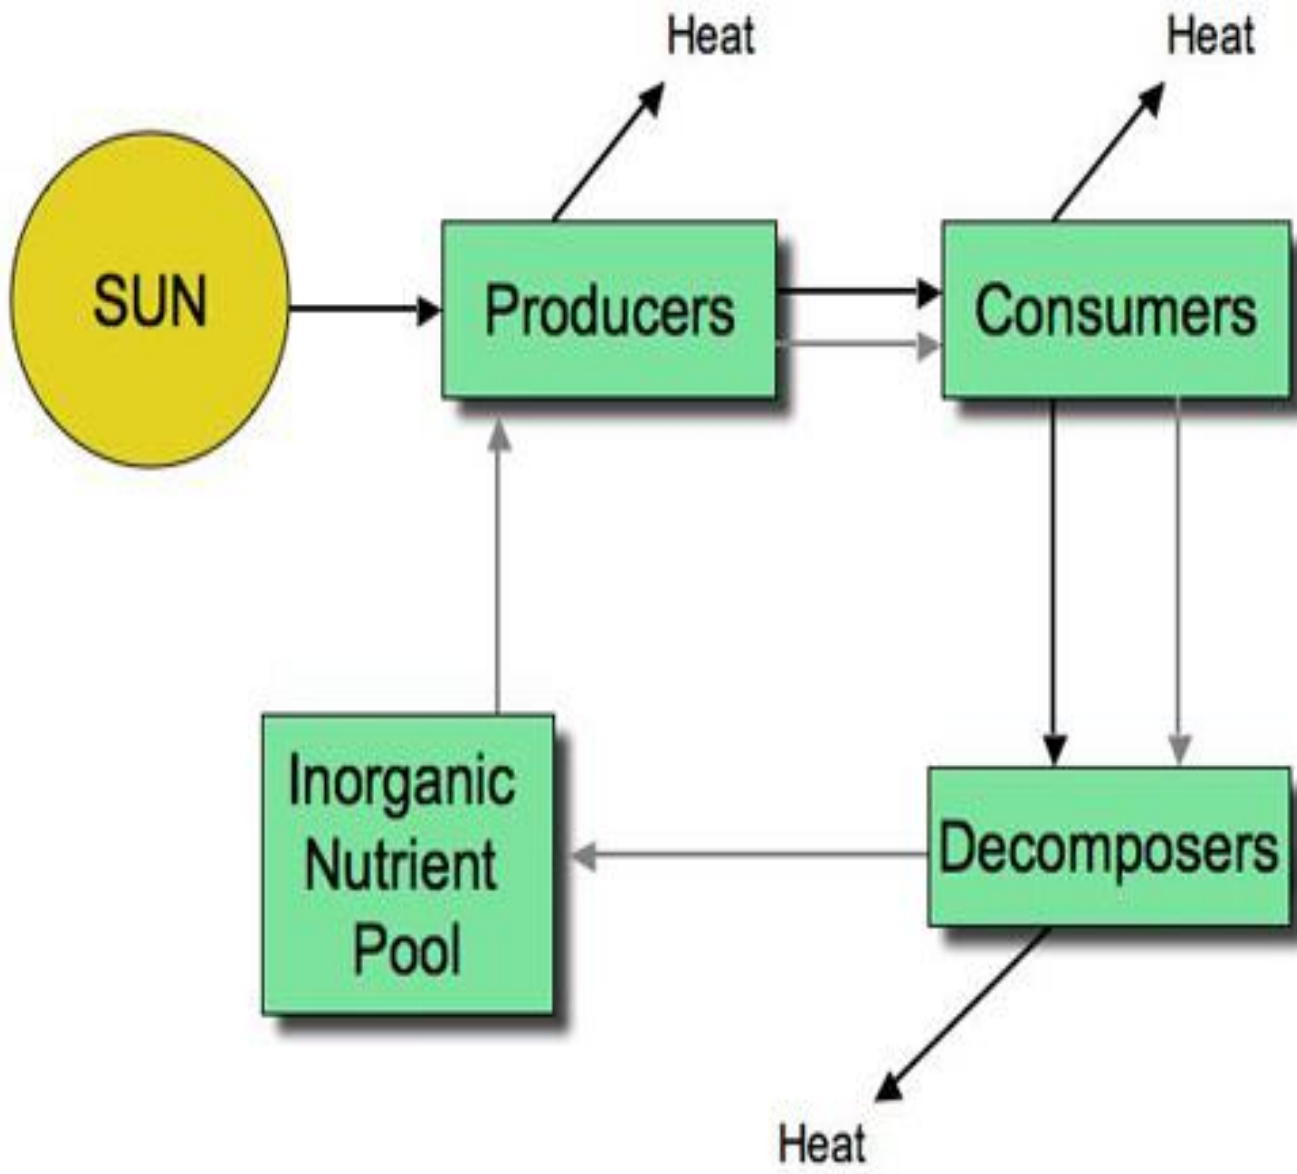 Heat
Heat
SUN
Producers
Consumers
Inorganic
Nutrient
Pool
Decomposers
Heat